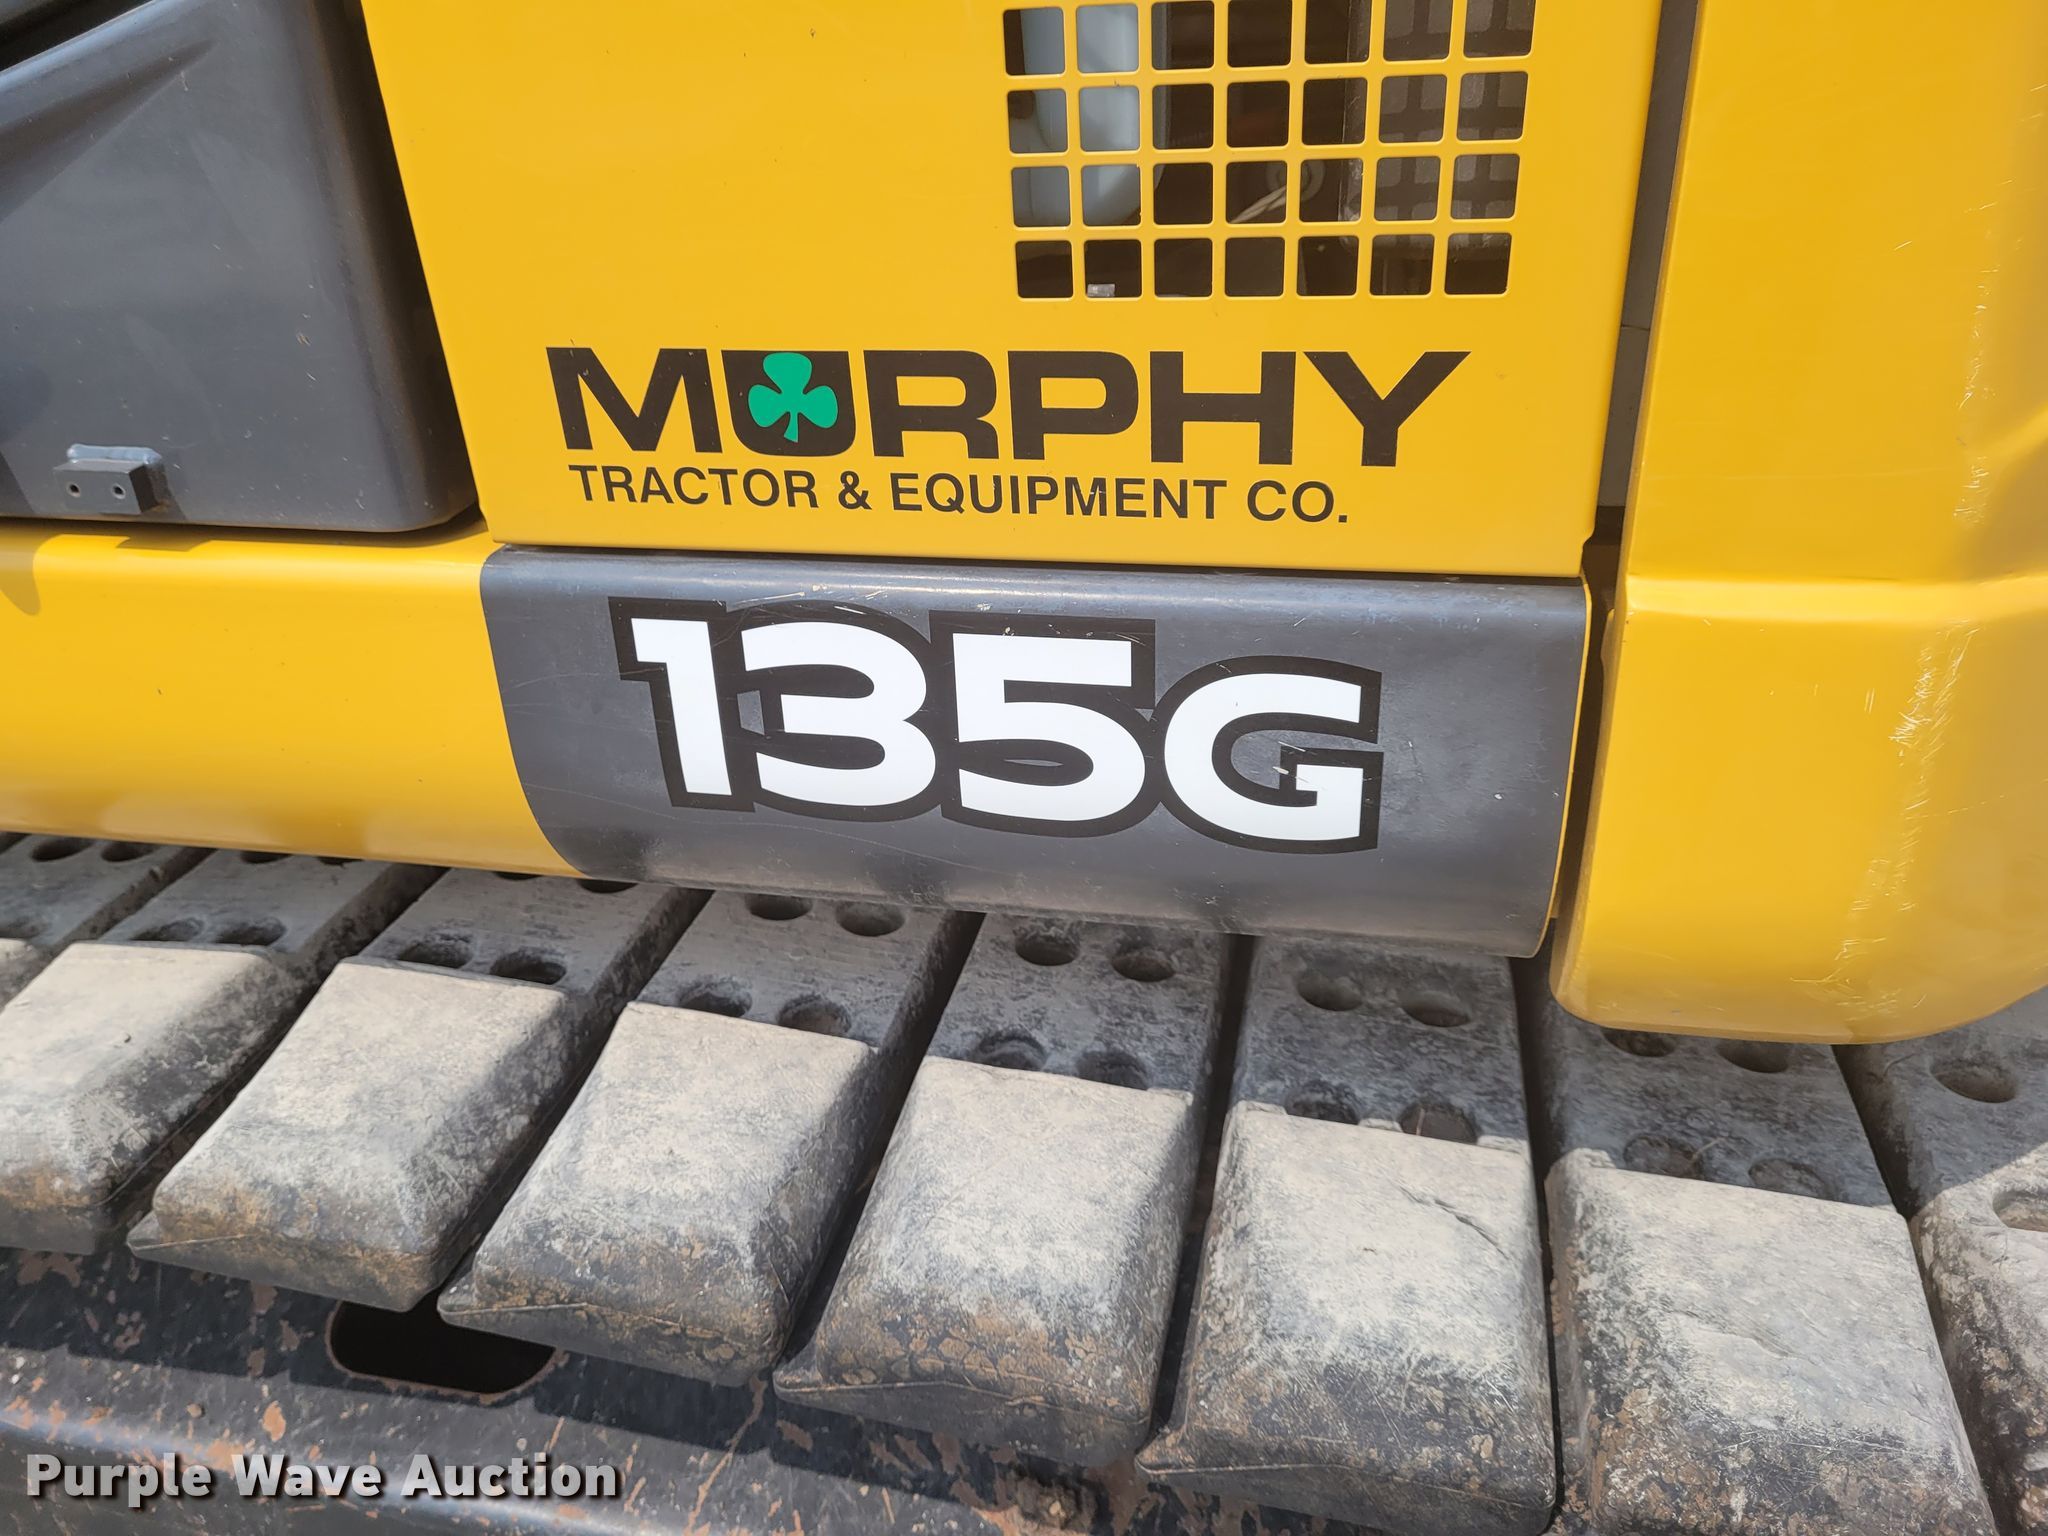 MURPHY
TRACTOR & EQUIPMENT CO.
135G
Purple Wave Auction